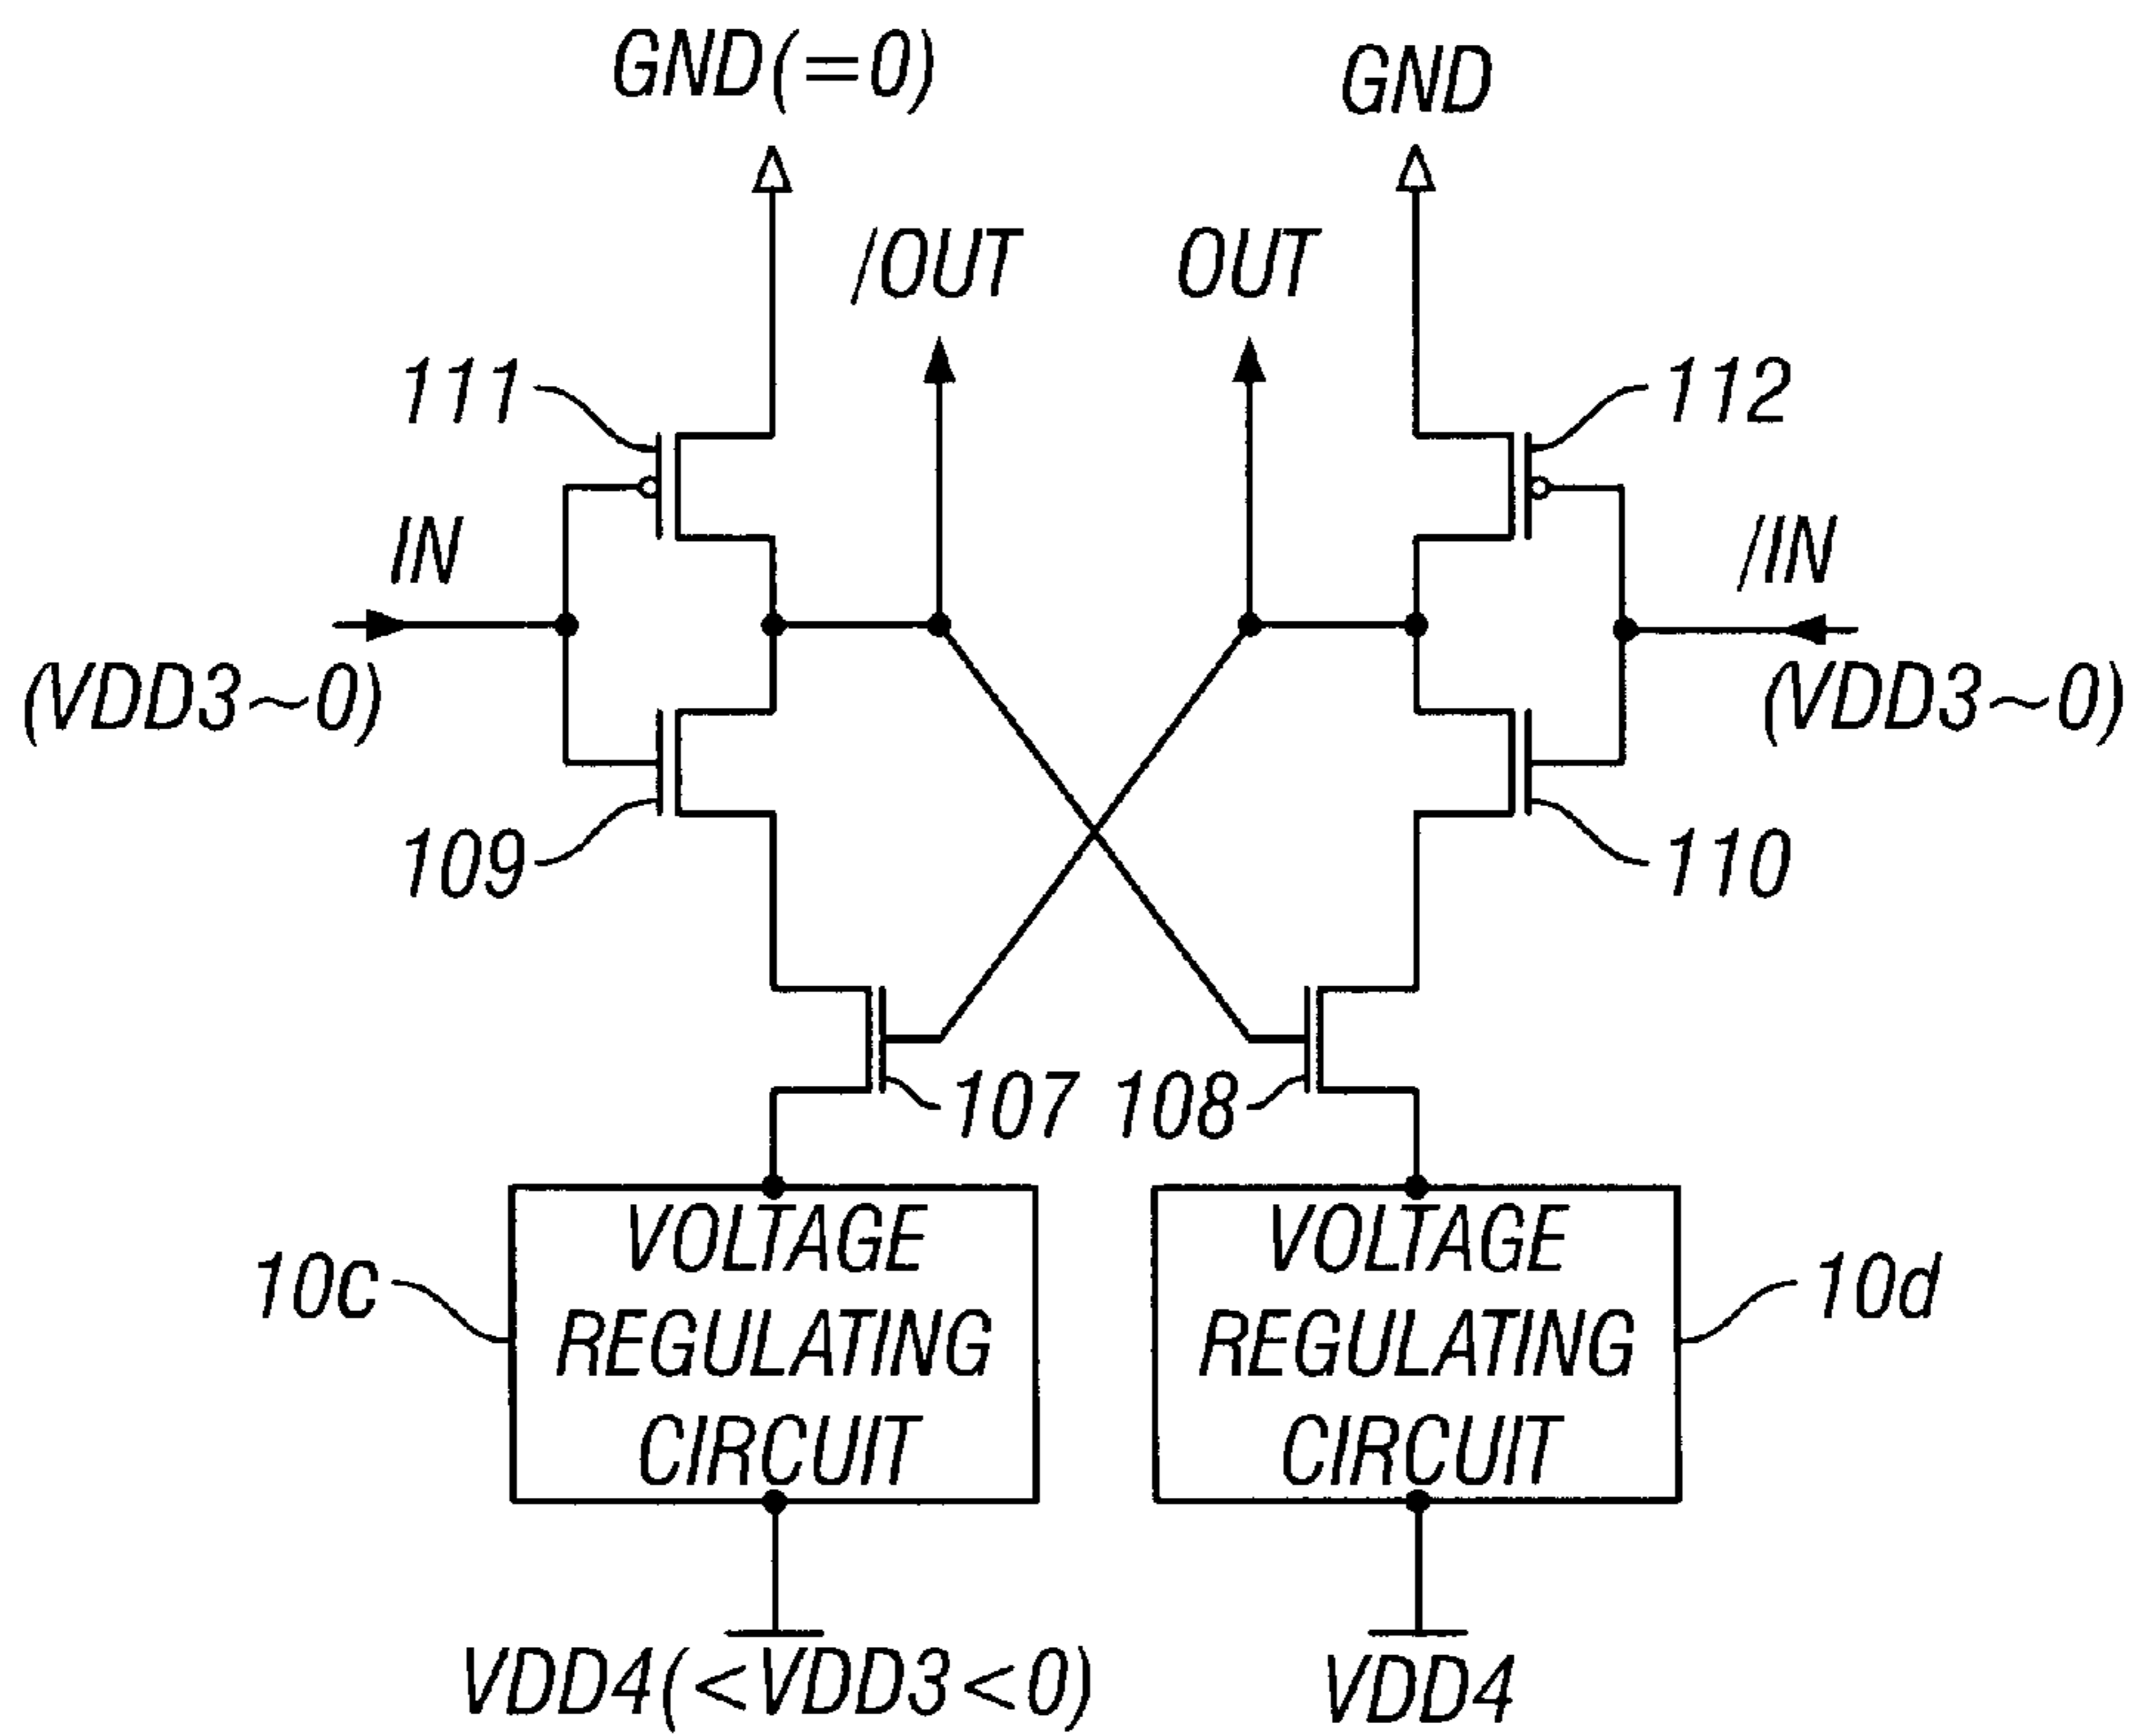 GND(=0)
GND
/OUT
OUT
111
112
IN
/IN
(VDD3~0)
(VDD3~0)
109
110
107
108
VOLTAGE
REGULATING
CIRCUIT
VOLTAGE
REGULATING
CIRCUIT
10c
10d
VDD4(<VDD3<0)
VDD4